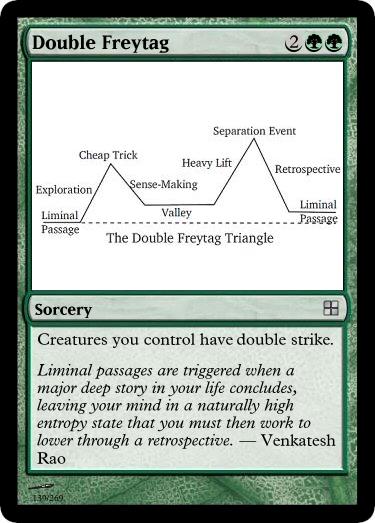 Double Freytag 2
Separation Event
Cheap Trick
Heavy Lift
Retrospective
Exploration
Sense-Making
Liminal
Passage
Valley
Liminal
Passage
The Double Freytag Triangle
Sorcery
Creatures you control have double strike.
Liminal passages are triggered when a
major deep story in your life concludes,
leaving your mind in a naturally high
entropy state that you must then work to
lower through a retrospective. — Venkatesh
Rao
139/269